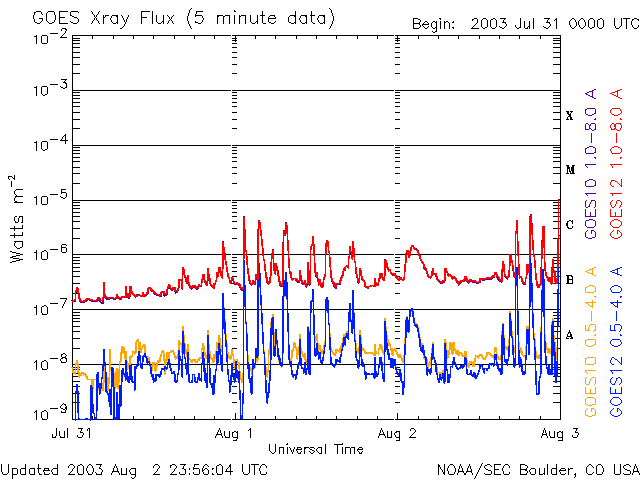 GOES Xray Flux (5 minute data)
Begin: 2003 Jul 31 0000 UTC
10⁻²
10⁻³
10⁻⁴
10⁻⁵
10⁻⁶
10⁻⁷
10⁻⁸
10⁻⁹
Watts m⁻²
X
M
C
B
A
GOES10 1.0-8.0 A
GOES12 1.0-8.0 A
GOES10 0.5-4.0 A
GOES12 0.5-4.0 A
Jul 31 Aug 1 Aug 2 Aug 3
Universal Time
Updated 2003 Aug 2 23:56:04 UTC
NOAA/SEC Boulder, CO USA